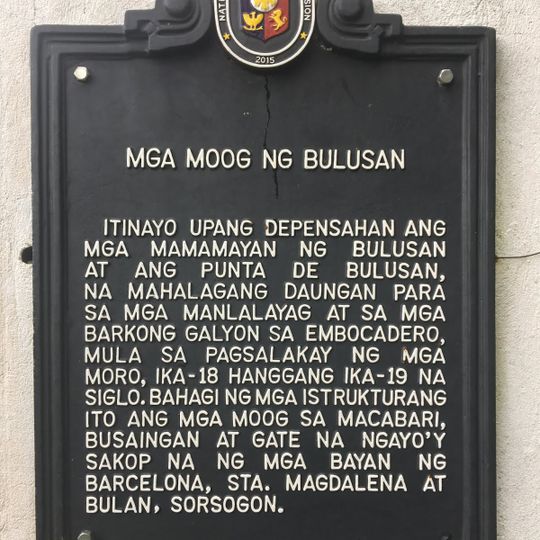 2015
MGA MOOG NG BULUSAN
ITINAYO UPANG DEPENSAHAN ANG
MGA MAMAMAYAN NG BULUSAN
AT ANG PUNTA DE BULUSAN,
NA MAHALAGANG DAUNGAN PARA
SA MGA MANLALAYAG AT SA MGA
BARKONG GALYON SA EMBOCADERO,
MULA SA PAGSALAKAY NG MGA
MORO, IKA-18 HANGGANG IKA-19 NA
SIGLO. BAHAGI NG MGA ISTRUKTURANG
ITO ANG MGA MOOG SA MACABARI,
BUSAINGAN AT GATE NA NGAYO'Y
SAKOP NA NG MGA BAYAN NG
BARCELONA, STA. MAGDALENA AT
BULAN, SORSOGON.